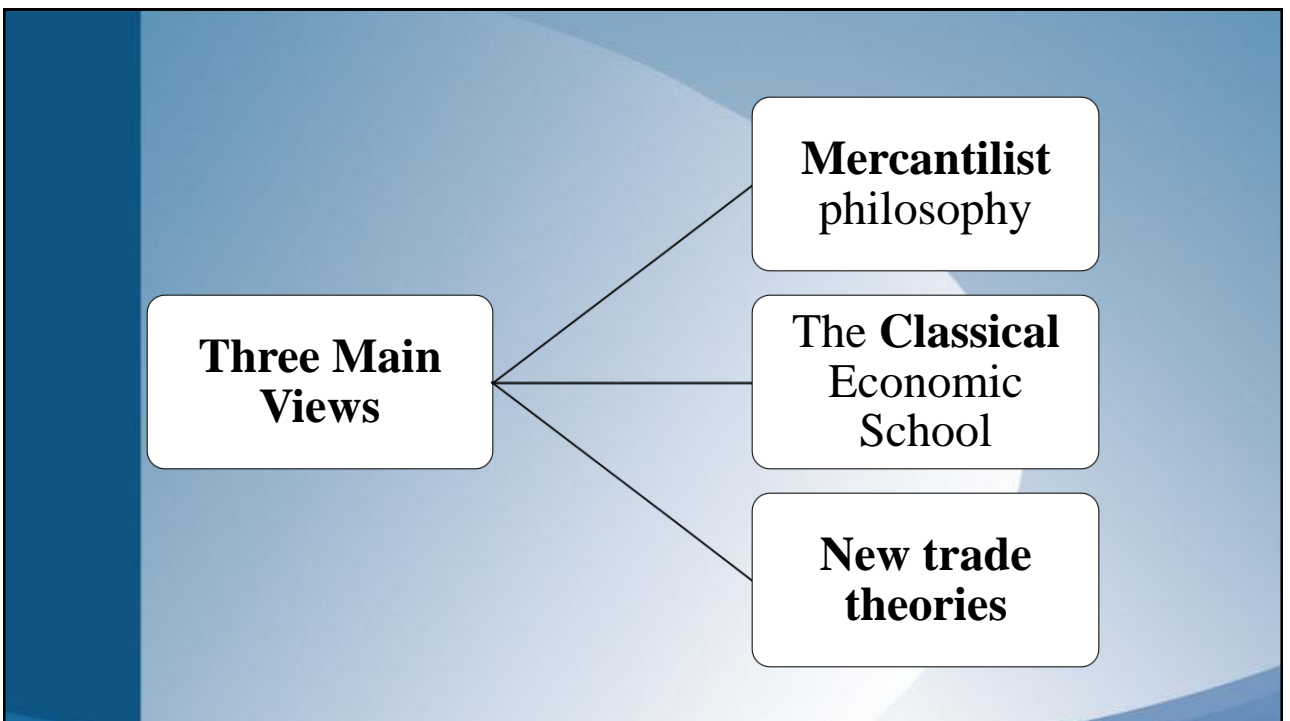 Three Main
Views
Mercantilist
philosophy
The Classical
Economic
School
New trade
theories